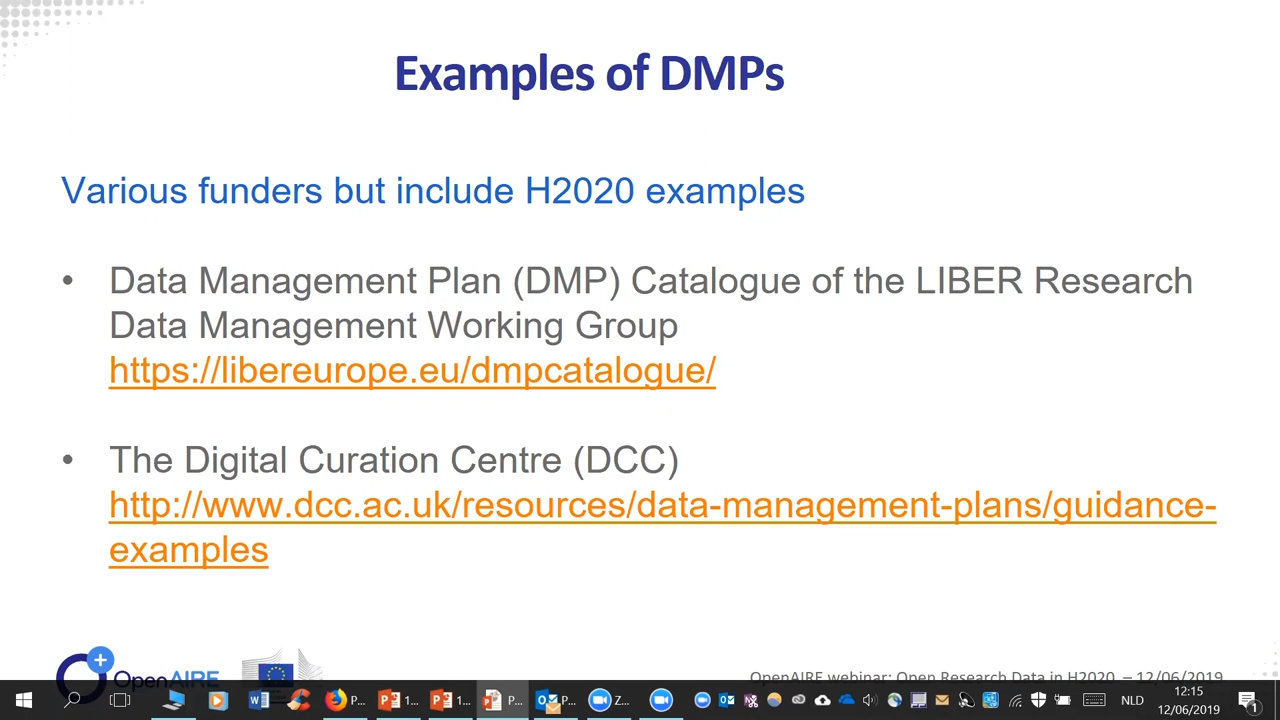 Examples of DMPs
Various funders but include H2020 examples
• Data Management Plan (DMP) Catalogue of the LIBER Research
Data Management Working Group
https://libereurope.eu/dmpcatalogue/
• The Digital Curation Centre (DCC)
http://www.dcc.ac.uk/resources/data-management-plans/guidance-
examples
OpenAIRE
OpenAIRE webinar: Open Research Data in H2020 – 12/06/2019
P...
1...
1...
P...
P...
Z...
NLD
12:15
12/06/2019
1